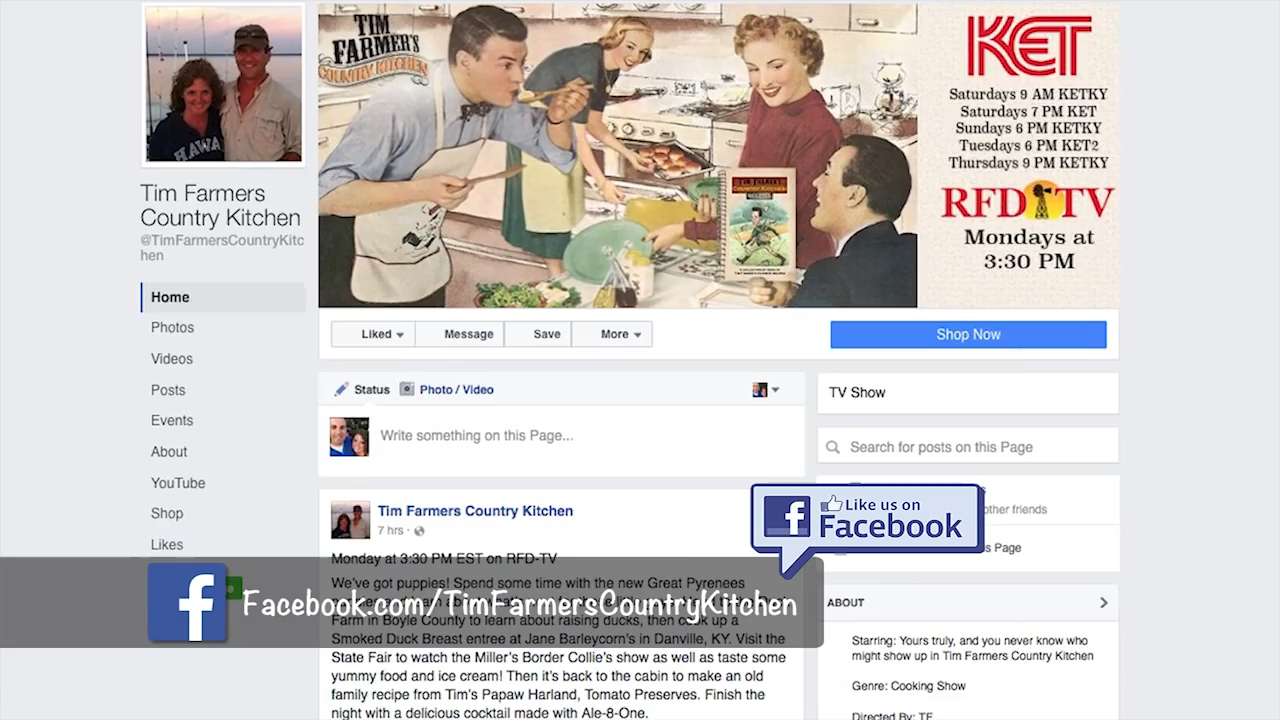 TIM
FARMER'S
COUNTRY KITCHEN
KET
Saturdays 9 AM KETKY
Saturdays 7 PM KET
Sundays 6 PM KETKY
Tuesdays 6 PM KET2
Thursdays 9 PM KETKY
RFD TV
Mondays at
3:30 PM
HAWA
TIM FARMER'S
COUNTRY KITCHEN
Tim Farmers
Country Kitchen
@TimFarmersCountryKitc
hen
Home
Photos
Videos
Posts
Events
About
YouTube
Shop
Likes
Liked
Message
Save
More
Shop Now
Status
Photo / Video
Write something on this Page...
TV Show
Search for posts on this Page
other friends
s Page
Like us on
Facebook
Tim Farmers Country Kitchen
7 hrs ·
Monday at 3:30 PM EST on RFD-TV
We've got puppies! Spend some time with the new Great Pyrenees
Facebook.com/TimFarmersCountryKitchen
Farm in Boyle County to learn about raising ducks, then cook up a
Smoked Duck Breast entree at Jane Barleycorn's in Danville, KY. Visit the
State Fair to watch the Miller's Border Collie's show as well as taste some
yummy food and ice cream! Then it's back to the cabin to make an old
family recipe from Tim's Papaw Harland, Tomato Preserves. Finish the
night with a delicious cocktail made with Ale-8-One.
ABOUT
Starring: Yours truly, and you never know who
might show up in Tim Farmers Country Kitchen
Genre: Cooking Show
Directed By: TF